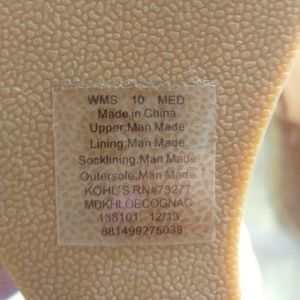 WMS 10 MED
Made in China
Upper:Man Made
Lining:Man Made
Socklining:Man Made
Outersole:Man Made
KOHL'S RN#73277
MDKHLOECOGNAC
138101 12/13
881499275038